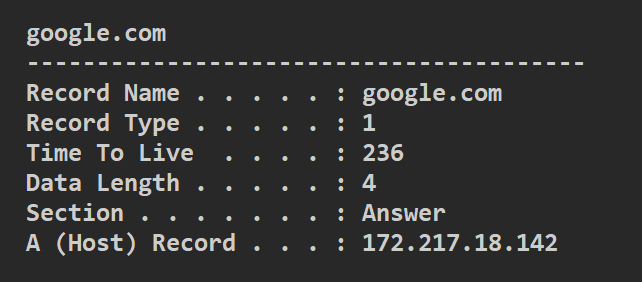 google.com
----------------------------------------
Record Name . . . . . : google.com
Record Type . . . . . : 1
Time To Live  . . . . : 236
Data Length . . . . . : 4
Section . . . . . . . : Answer
A (Host) Record . . . : 172.217.18.142